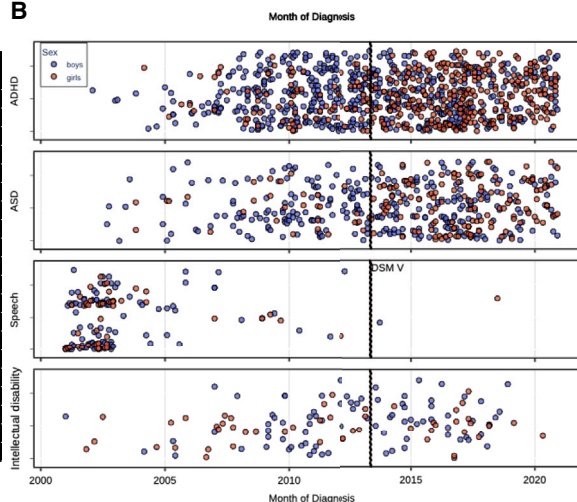 B
Month of Diagnosis
Sex
boys
girls
ADHD
ASD
Speech
DSM V
Intellectual disability
2000 2005 2010 2015 2020
Month of Diagnosis